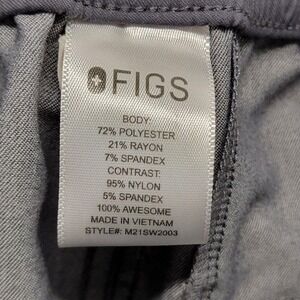 FIGS
BODY:
72% POLYESTER
21% RAYON
7% SPANDEX
CONTRAST:
95% NYLON
5% SPANDEX
100% AWESOME
MADE IN VIETNAM
STYLE#: M21SW2003